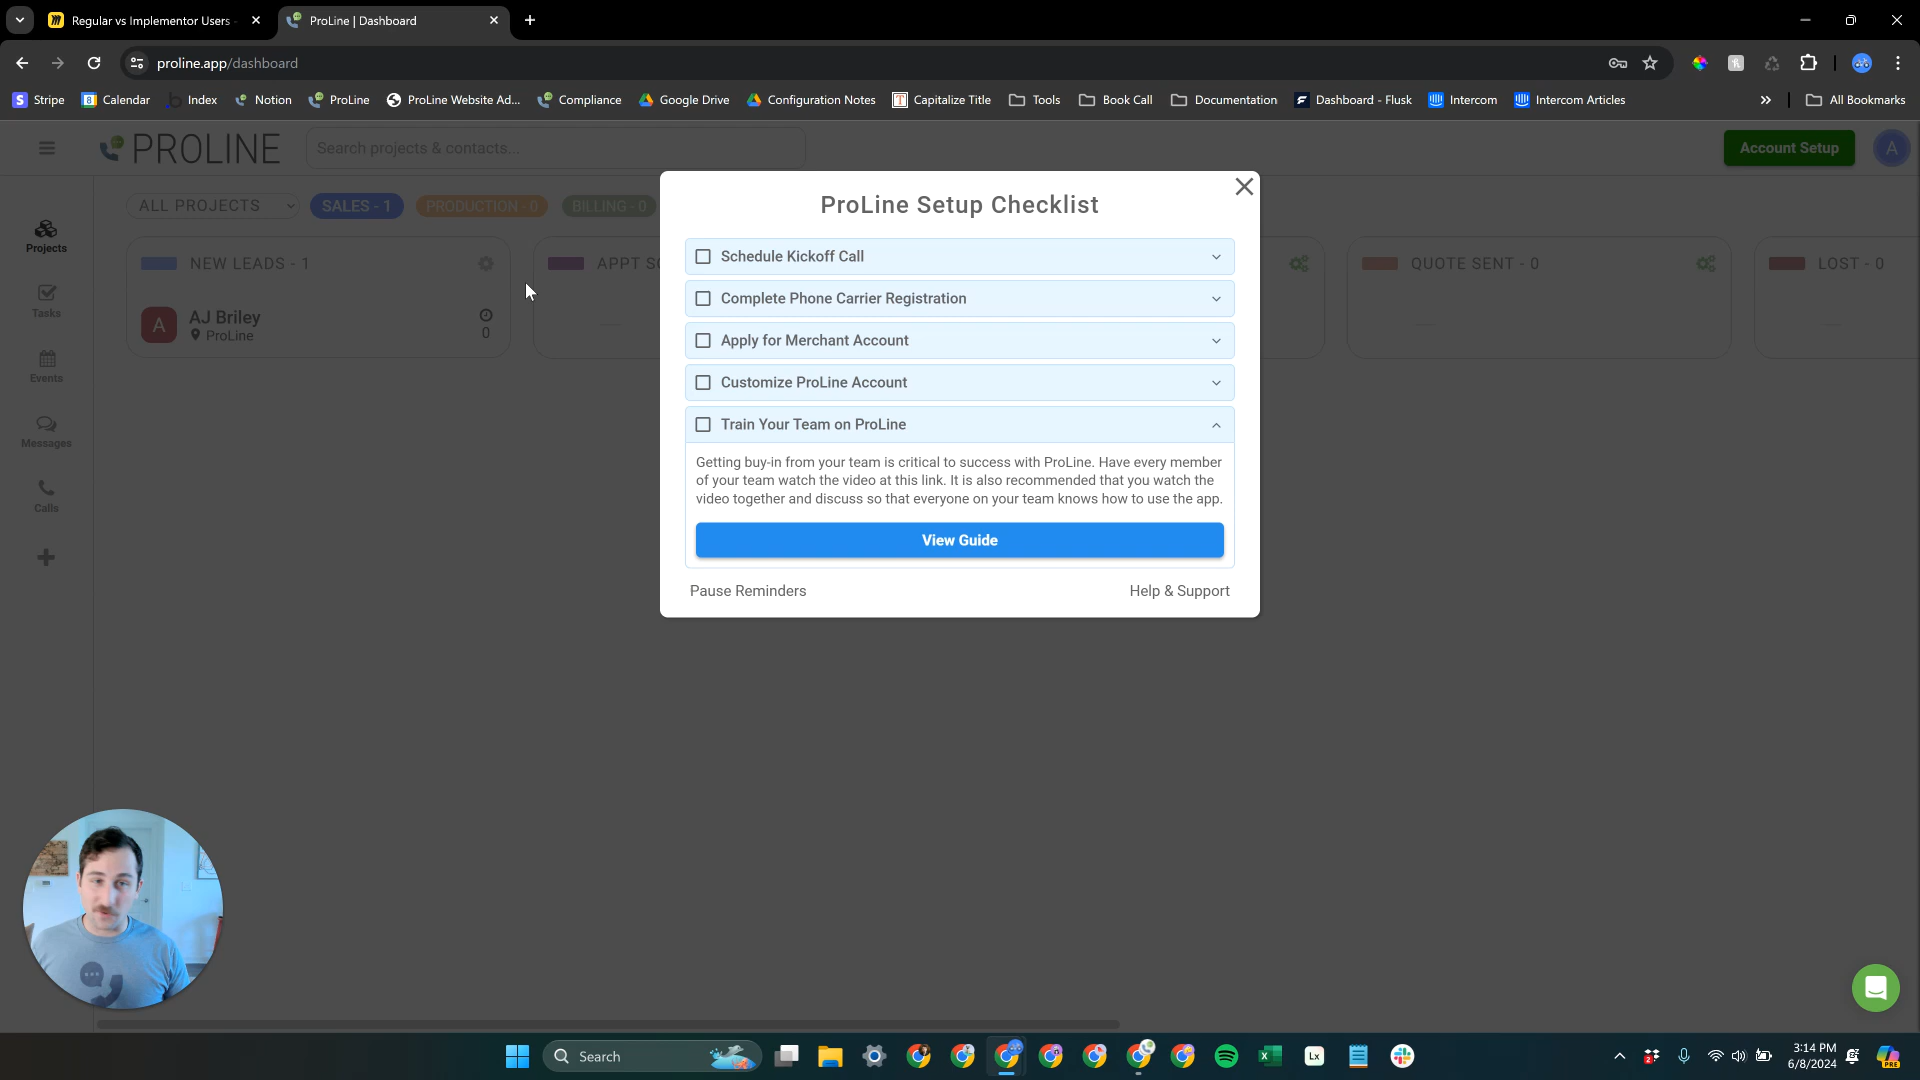 Regular vs Implementor Users -
ProLine | Dashboard
proline.app/dashboard
Stripe
Calendar
Index
Notion
ProLine
ProLine Website Ad...
Compliance
Google Drive
Configuration Notes
Capitalize Title
Tools
Book Call
Documentation
Dashboard - Flusk
Intercom
Intercom Articles
All Bookmarks
PROLINE
Search projects & contacts...
Account Setup
A
ALL PROJECTS
SALES - 1
PRODUCTION - 0
BILLING - 0
Projects
Tasks
Events
Messages
Calls
NEW LEADS - 1
A
AJ Briley
ProLine
0
APPT SC
QUOTE SENT - 0
LOST - 0
ProLine Setup Checklist
Schedule Kickoff Call
Complete Phone Carrier Registration
Apply for Merchant Account
Customize ProLine Account
Train Your Team on ProLine
Getting buy-in from your team is critical to success with ProLine. Have every member
of your team watch the video at this link. It is also recommended that you watch the
video together and discuss so that everyone on your team knows how to use the app.
View Guide
Pause Reminders
Help & Support
Search
Lx
2
3:14 PM
6/8/2024
PRE